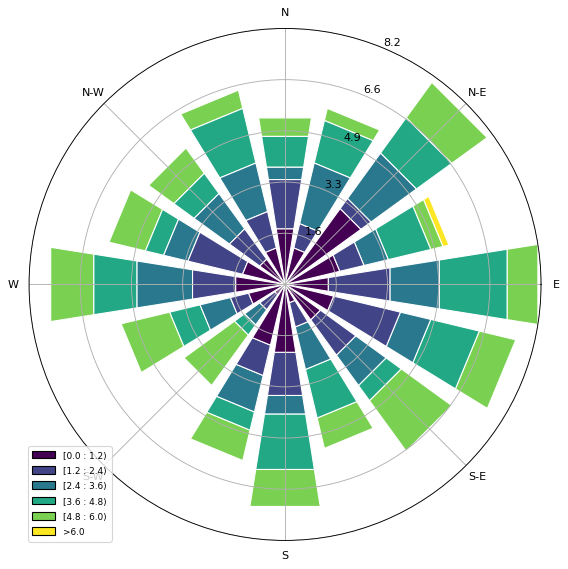 N
8.2
6.6
N-W
N-E
4.9
3.3
1.6
W
E
[0.0 : 1.2)
[1.2 : 2.4)
[2.4 : 3.6)
[3.6 : 4.8)
[4.8 : 6.0)
>6.0
S-W
S-E
S